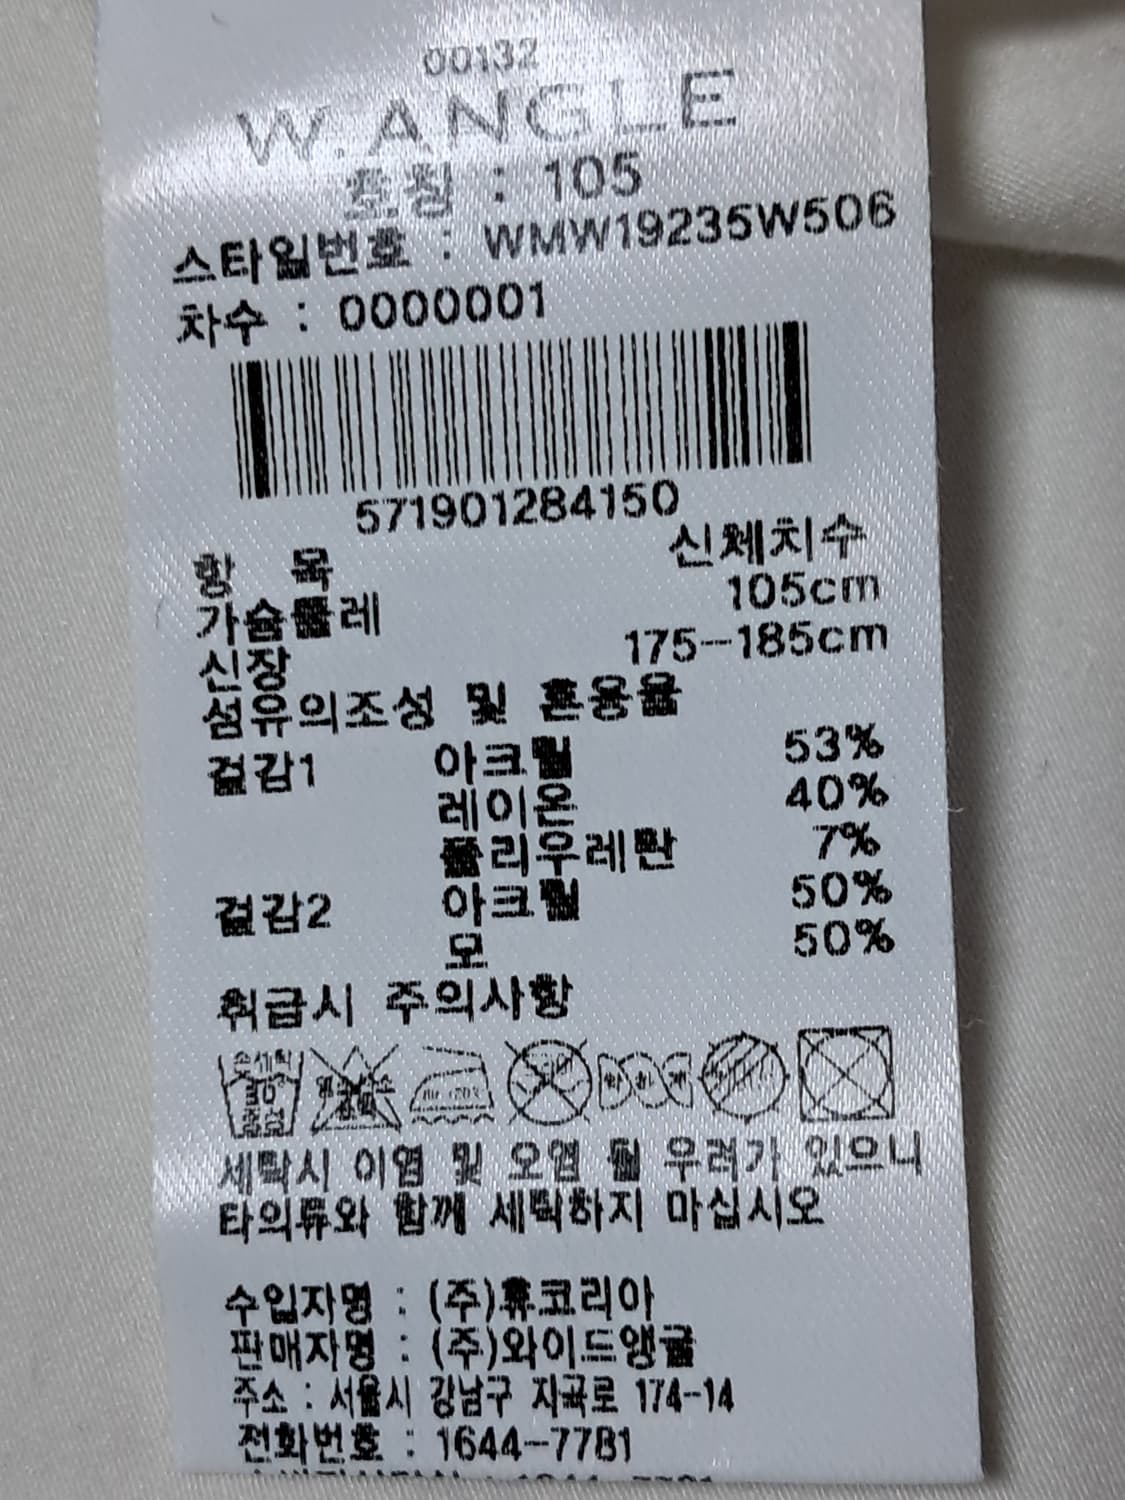 00132
W.ANGLE
호칭 : 105
스타일번호 : WMW19235W506
차수 : 0000001
571901284150
항 목 신체치수
가슴둘레 105cm
신장 175-185cm
섬유의조성 및 혼용율
겉감1 아크릴 53%
레이온 40%
폴리우레탄 7%
겉감2 아크릴 50%
모 50%
취급시 주의사항
손세탁
세탁시 이염 및 오염 될 우려가 있으니
타의류와 함께 세탁하지 마십시오
수입자명 : (주)휴코리아
판매자명 : (주)와이드앵글
주소 : 서울시 강남구 자곡로 174-14
전화번호 : 1644-7781